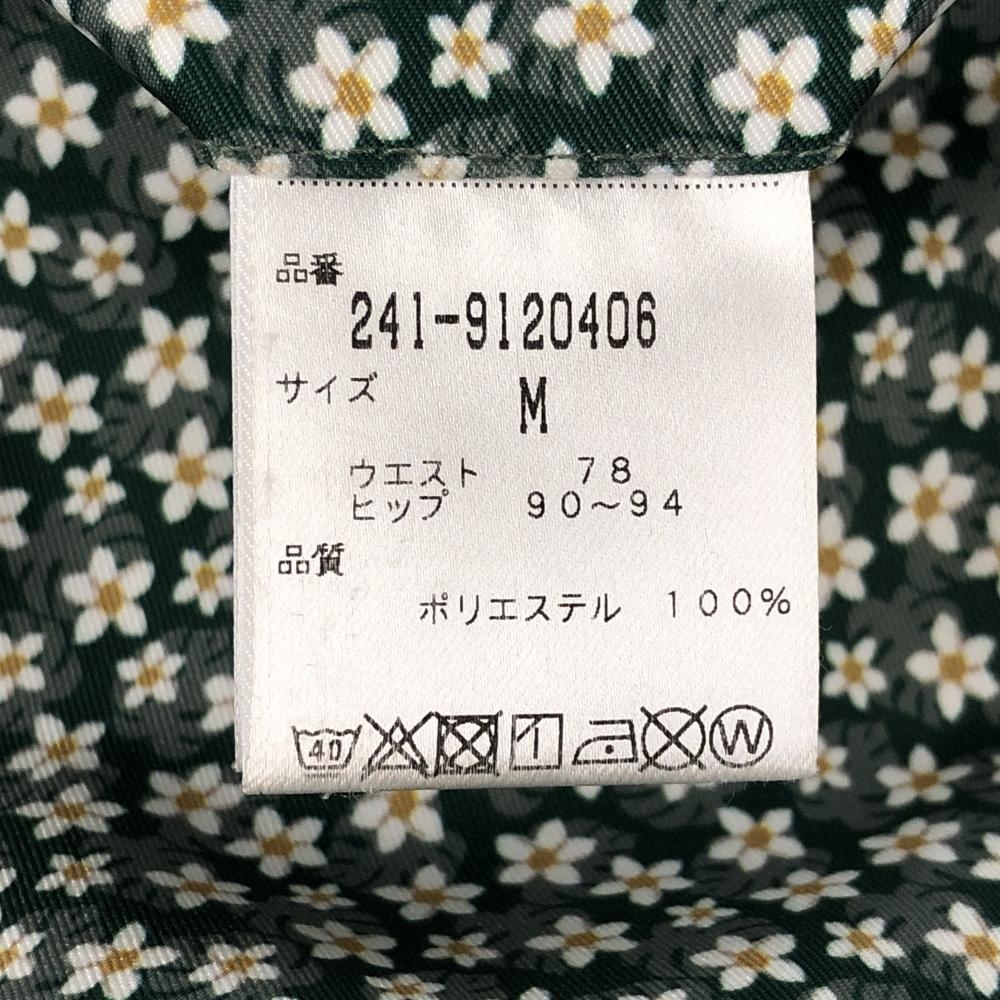 品番
241-9120406
サイズ
M
ウエスト 78
ヒップ 90～94
品質
ポリエステル 100%
40 W